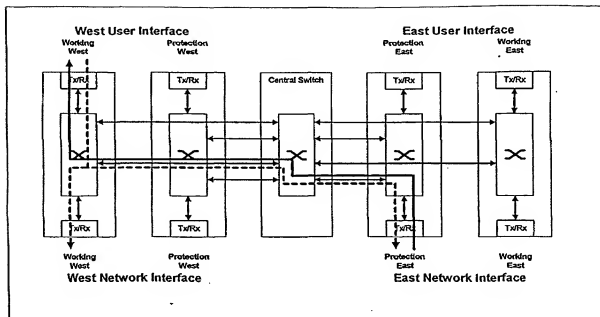 West User Interface
East User Interface
Working West
Protection West
Protection East
Working East
Tx/R
Tx/Rx
Central Switch
Tx/Rx
Tx/Rx
Tx/Rx
Tx/Rx
Tx/Rx
Tx/Rx
Working West
Protection West
Protection East
Working East
West Network Interface
East Network Interface